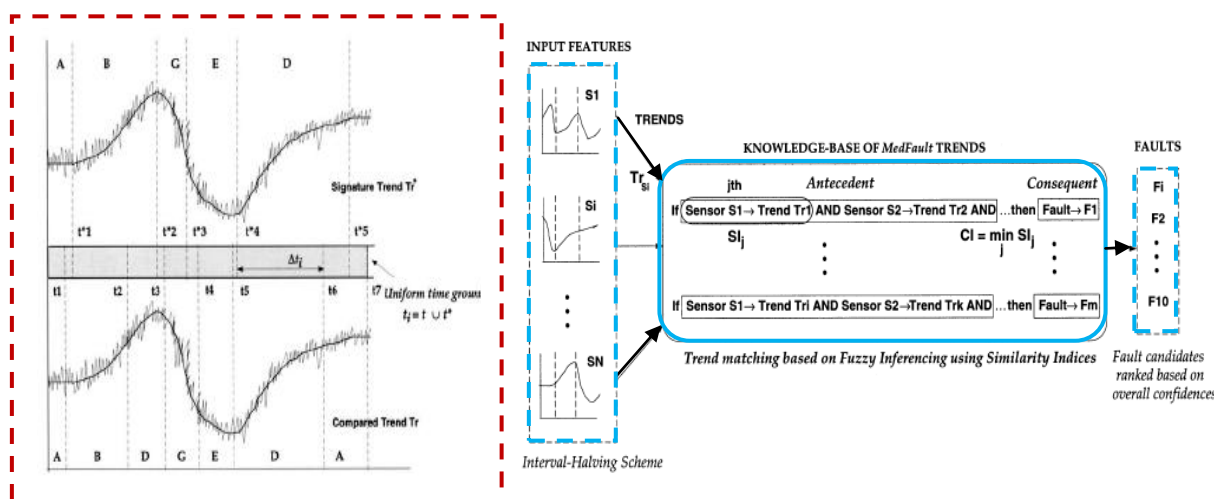 A B G E D
Signature Trend Tr*
t*1 t*2 t*3 t*4 t*5
Δti
t1 t2 t3 t4 t5 t6 t7
Uniform time grown
ti = t ∪ t*
Compared Trend Tr
A B D G E D A
INPUT FEATURES
S1
Si
SN
Interval-Halving Scheme
TRENDS
TrSi
KNOWLEDGE-BASE OF MedFault TRENDS
jth Antecedent Consequent
If Sensor S1→ Trend Tr1 AND Sensor S2→Trend Tr2 AND ...then Fault→ F1
SIj CI = min SIj
j
If Sensor S1→ Trend Tri AND Sensor S2→Trend Trk AND ...then Fault→ Fm
Trend matching based on Fuzzy Inferencing using Similarity Indices
FAULTS
Fi
F2
F10
Fault candidates
ranked based on
overall confidences